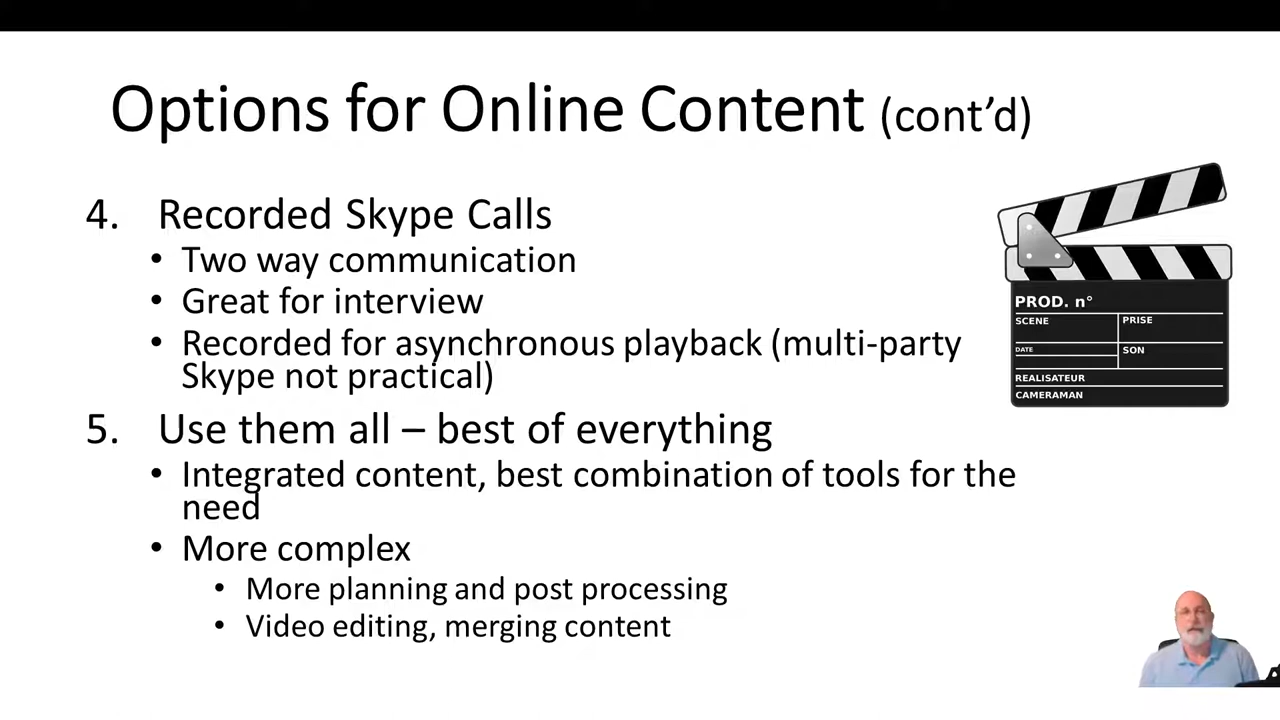 Options for Online Content (cont’d)
4. Recorded Skype Calls
• Two way communication
• Great for interview
• Recorded for asynchronous playback (multi-party
Skype not practical)
5. Use them all – best of everything
• Integrated content, best combination of tools for the
need
• More complex
• More planning and post processing
• Video editing, merging content
PROD. n°
SCENE
PRISE
DATE
SON
REALISATEUR
CAMERAMAN